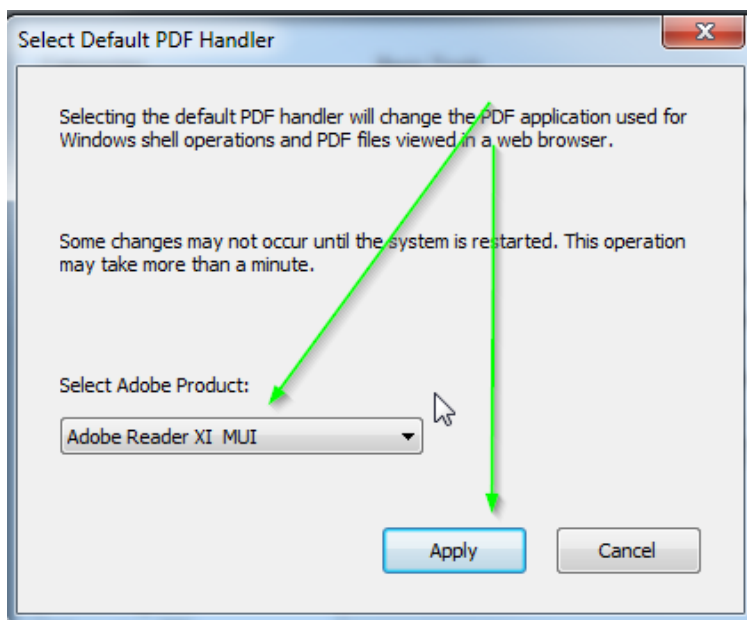 Select Default PDF Handler
Selecting the default PDF handler will change the PDF application used for
Windows shell operations and PDF files viewed in a web browser.
Some changes may not occur until the system is restarted. This operation
may take more than a minute.
Select Adobe Product:
Adobe Reader XI MUI
Apply Cancel